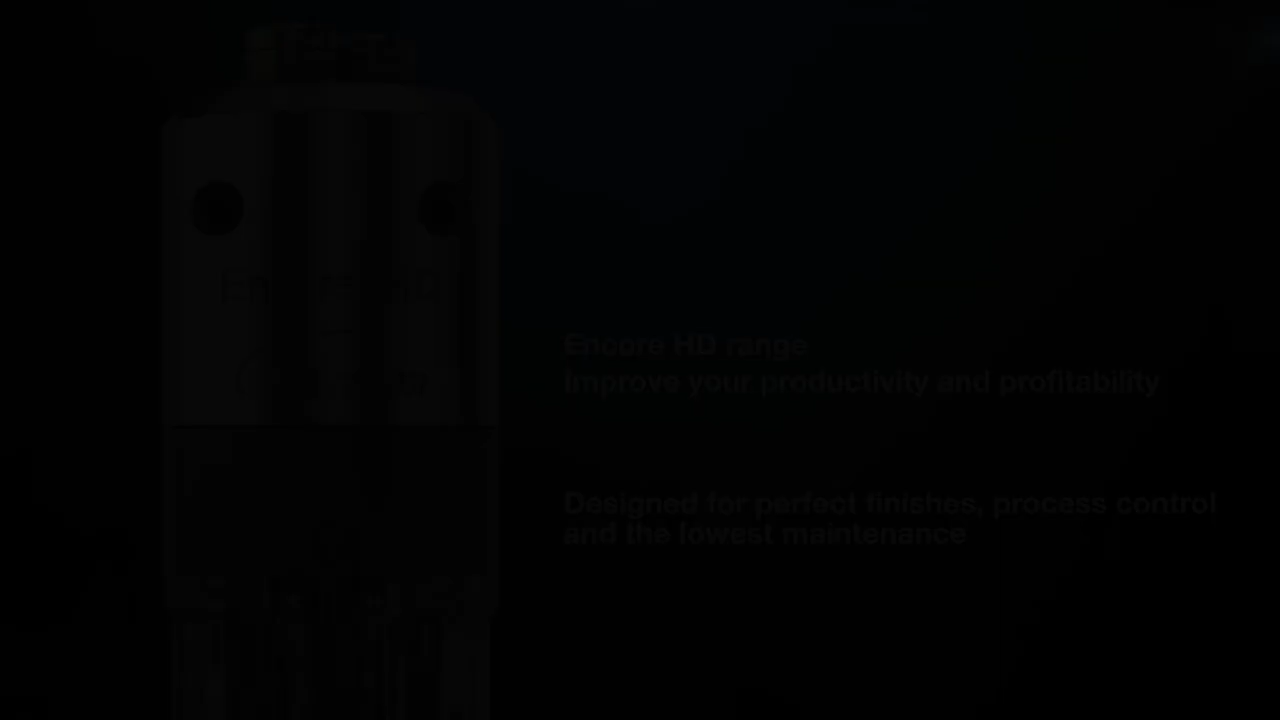 Encore HD range
Improve your productivity and profitability
Designed for perfect finishes, process control
and the lowest maintenance